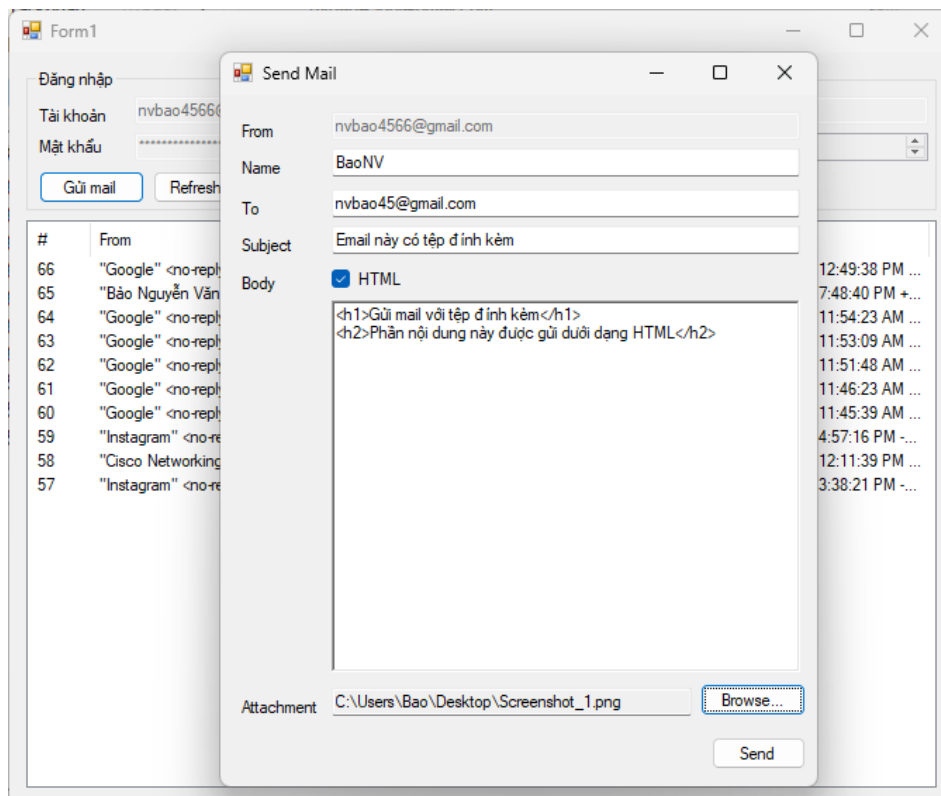 Form1
Đăng nhập
Tài khoản nvbao4566@
Mật khẩu ****************
Gửi mail Refresh
# From
66 "Google" <no-reply 12:49:38 PM ...
65 "Bảo Nguyễn Văn 7:48:40 PM +...
64 "Google" <no-reply 11:54:23 AM ...
63 "Google" <no-reply 11:53:09 AM ...
62 "Google" <no-reply 11:51:48 AM ...
61 "Google" <no-reply 11:46:23 AM ...
60 "Google" <no-reply 11:45:39 AM ...
59 "Instagram" <no-re 4:57:16 PM -...
58 "Cisco Networking 12:11:39 PM ...
57 "Instagram" <no-re 3:38:21 PM -...
Send Mail
From nvbao4566@gmail.com
Name BaoNV
To nvbao45@gmail.com
Subject Email này có tệp đính kèm
Body HTML
<h1>Gửi mail với tệp đính kèm</h1>
<h2>Phần nội dung này được gửi dưới dạng HTML</h2>
Attachment C:\Users\Bao\Desktop\Screenshot_1.png Browse...
Send